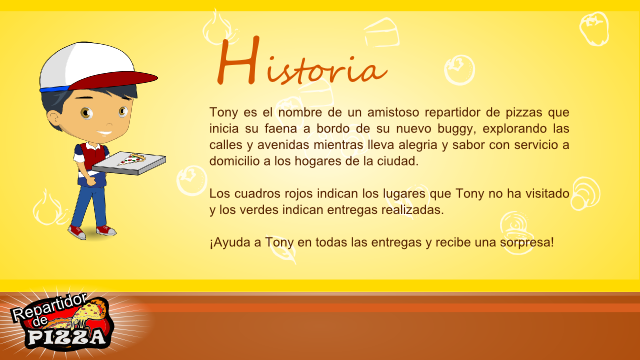 Historia
Tony es el nombre de un amistoso repartidor de pizzas que
inicia su faena a bordo de su nuevo buggy, explorando las
calles y avenidas mientras lleva alegria y sabor con servicio a
domicilio a los hogares de la ciudad.
Los cuadros rojos indican los lugares que Tony no ha visitado
y los verdes indican entregas realizadas.
¡Ayuda a Tony en todas las entregas y recibe una sorpresa!
Repartidor
de
PIZZA